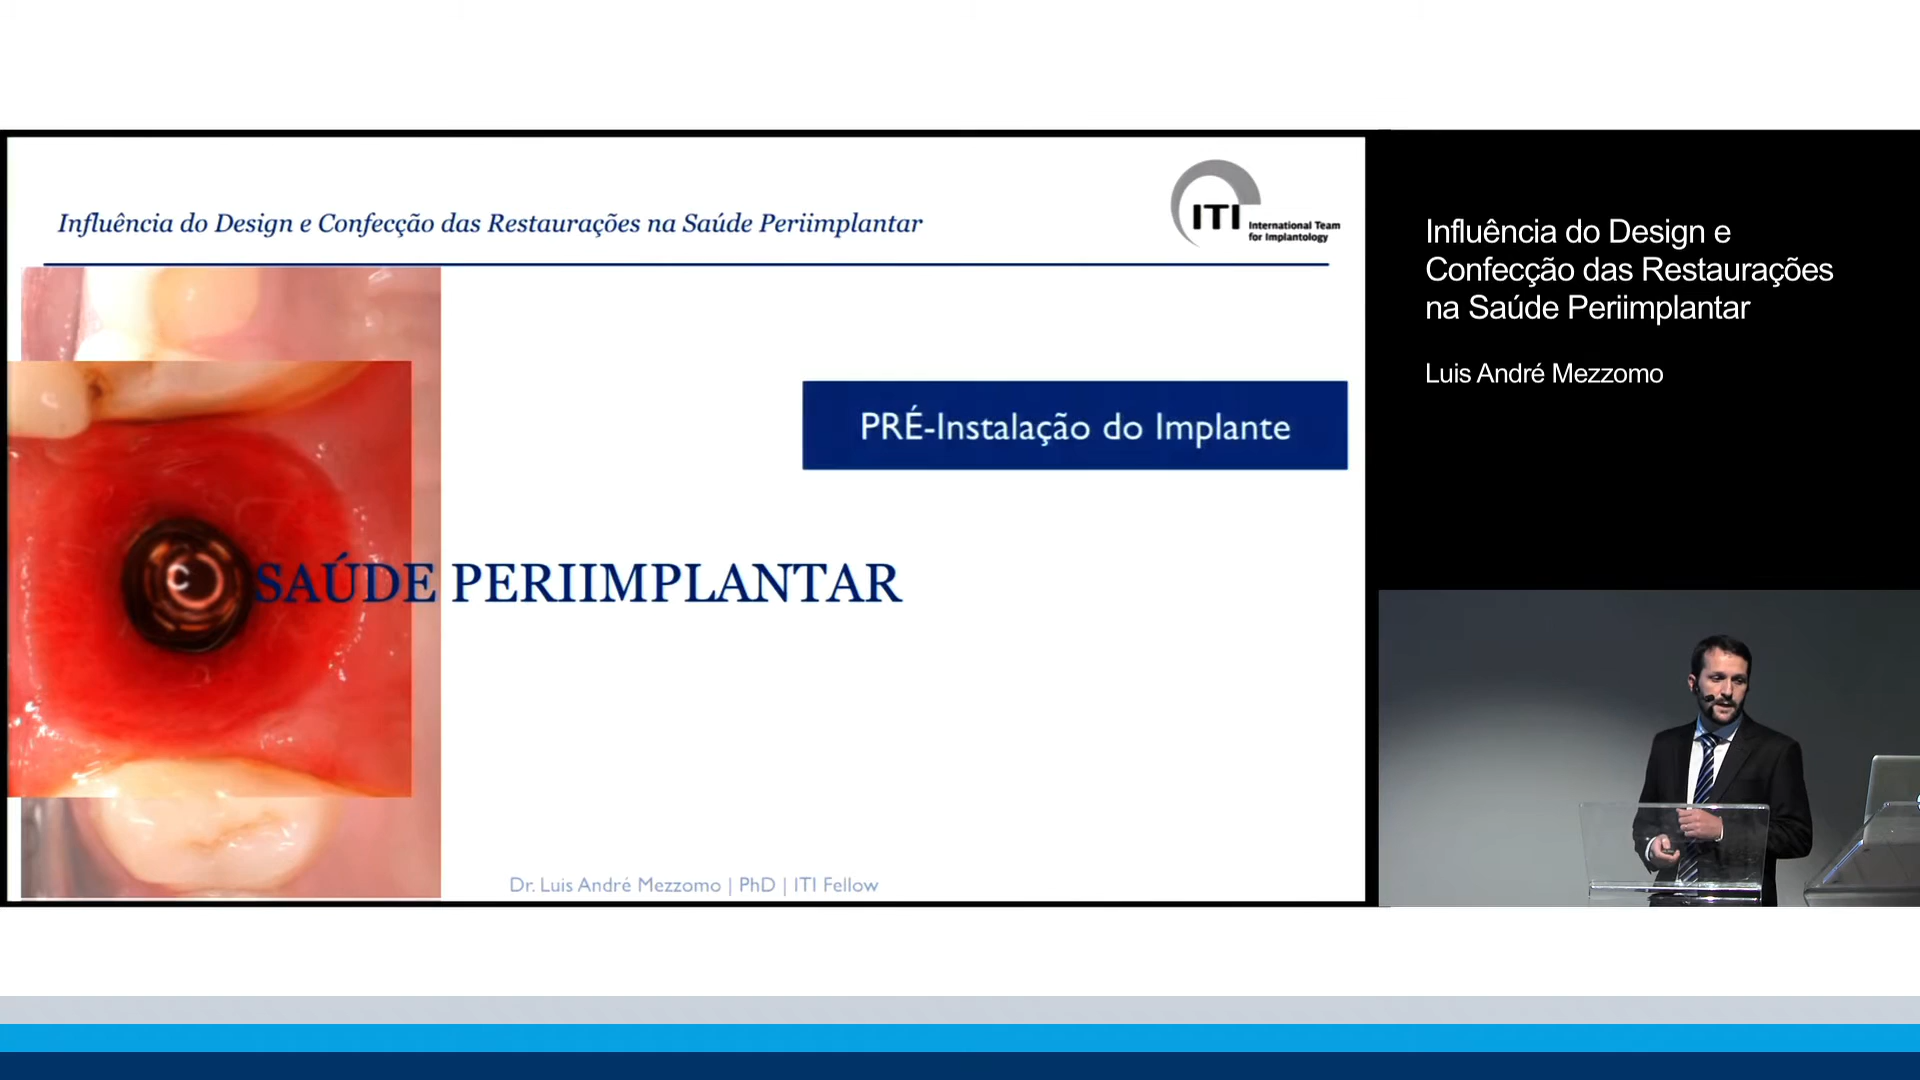 Influência do Design e Confecção das Restaurações na Saúde Periimplantar
ITI International Team
for Implantology
PRÉ-Instalação do Implante
SAÚDE PERIIMPLANTAR
Dr. Luis André Mezzomo | PhD | ITI Fellow
Influência do Design e
Confecção das Restaurações
na Saúde Periimplantar
Luis André Mezzomo